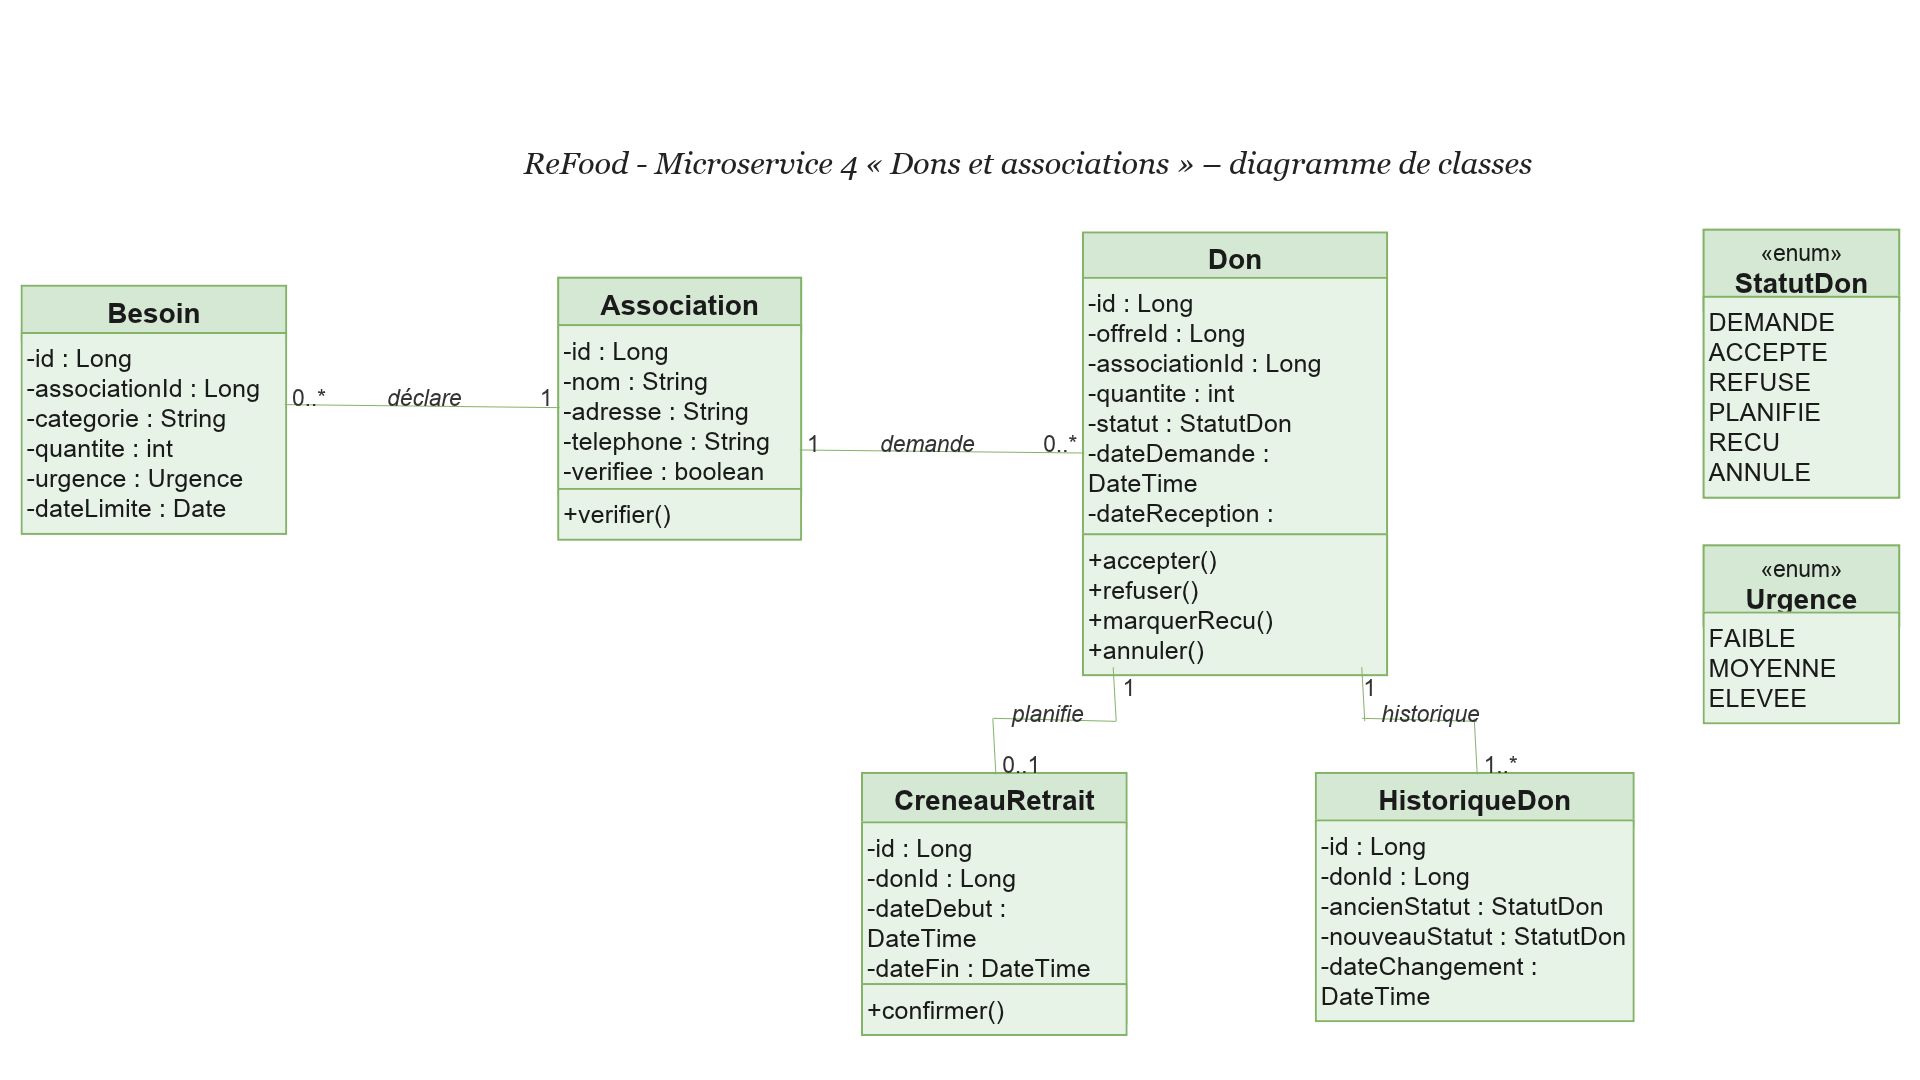 ReFood - Microservice 4 « Dons et associations » – diagramme de classes
Besoin
-id : Long
-associationId : Long
-categorie : String
-quantite : int
-urgence : Urgence
-dateLimite : Date
0..*
déclare
1
Association
-id : Long
-nom : String
-adresse : String
-telephone : String
-verifiee : boolean
+verifier()
1
demande
0..*
Don
-id : Long
-offreId : Long
-associationId : Long
-quantite : int
-statut : StatutDon
-dateDemande :
DateTime
-dateReception :
+accepter()
+refuser()
+marquerRecu()
+annuler()
1
planifie
0..1
1
historique
1..*
CreneauRetrait
-id : Long
-donId : Long
-dateDebut :
DateTime
-dateFin : DateTime
+confirmer()
HistoriqueDon
-id : Long
-donId : Long
-ancienStatut : StatutDon
-nouveauStatut : StatutDon
-dateChangement :
DateTime
«enum»
StatutDon
DEMANDE
ACCEPTE
REFUSE
PLANIFIE
RECU
ANNULE
«enum»
Urgence
FAIBLE
MOYENNE
ELEVEE